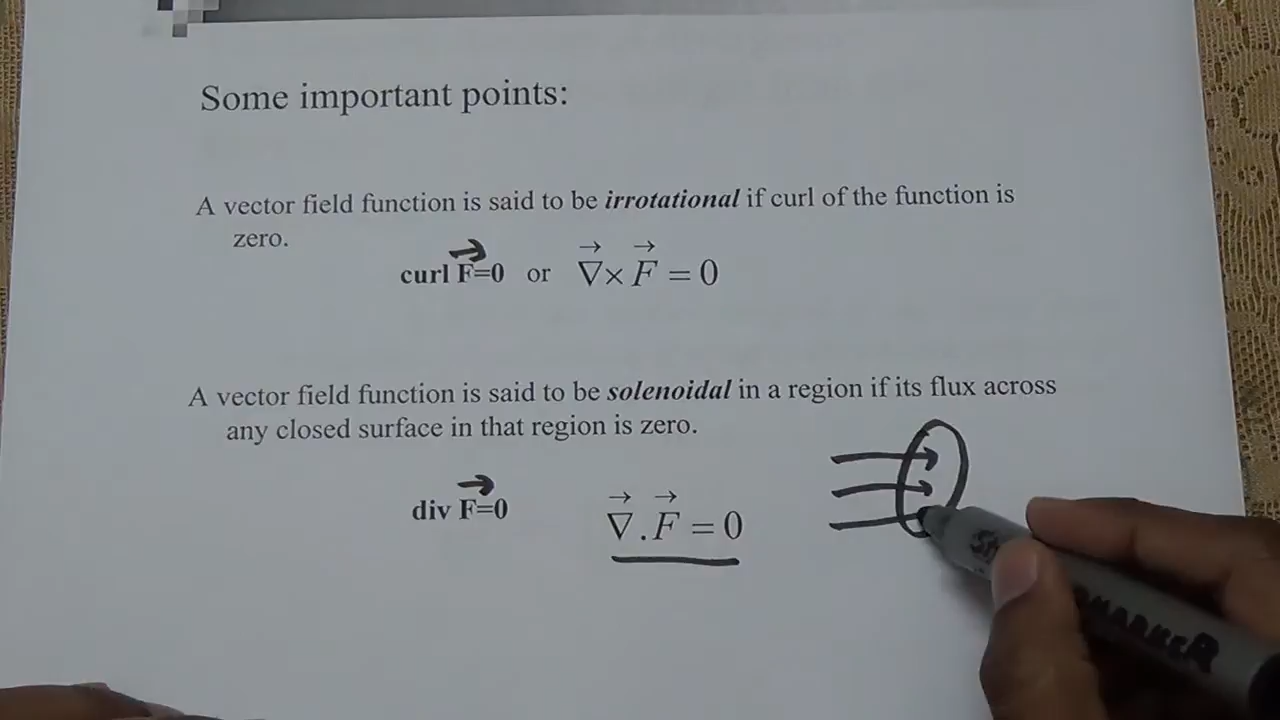 Some important points:
A vector field function is said to be irrotational if curl of the function is
zero.
curl F=0 or ∇⃗× F⃗ = 0
A vector field function is said to be solenoidal in a region if its flux across
any closed surface in that region is zero.
div F=0 ∇⃗. F⃗ = 0